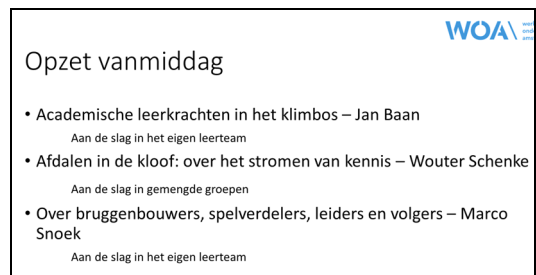 WOA
Opzet vanmiddag
• Academische leerkrachten in het klimbos – Jan Baan
Aan de slag in het eigen leerteam
• Afdalen in de kloof: over het stromen van kennis – Wouter Schenke
Aan de slag in gemengde groepen
• Over bruggenbouwers, spelverdelers, leiders en volgers – Marco
Snoek
Aan de slag in het eigen leerteam